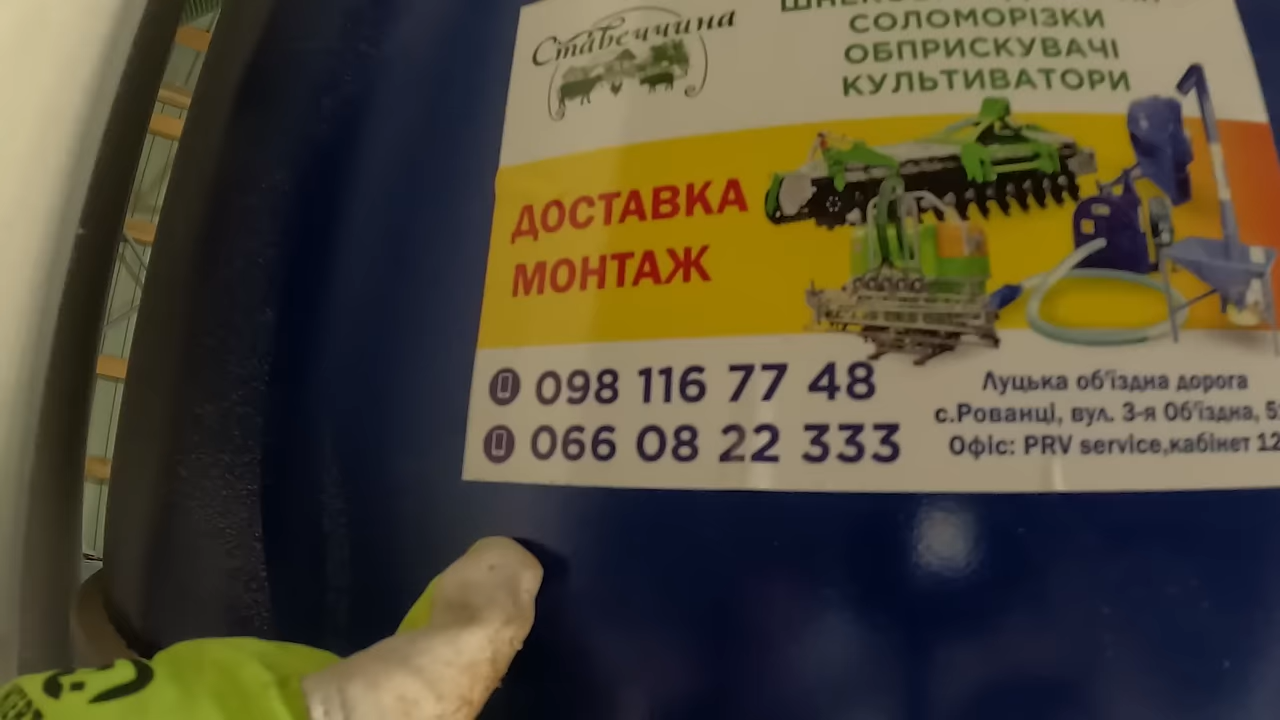 Ставеччина
СОЛОМОРІЗКИ
ОБПРИСКУВАЧІ
КУЛЬТИВАТОРИ
ДОСТАВКА
МОНТАЖ
098 116 77 48
066 08 22 333
Луцька об'їздна дорога
с.Рованці, вул. 3-я Об'їздна,
Офіс: PRV service,кабінет 12